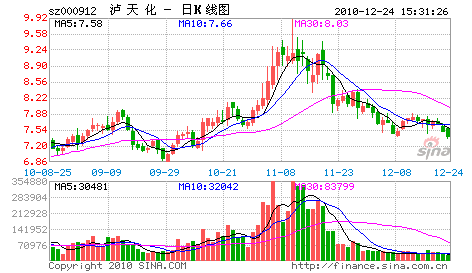 sz000912 泸 天 化 - 日K线图 2010-12-24 15:31:26
MA5:7.58 MA10:7.66 MA30:8.03
9.92
9.58
9.24
8.90
8.56
8.22
7.88
7.54
7.20
6.86
sina
10-08-25 09-09 09-29 10-21 11-08 11-23 12-08 12-24
MA5:30481 MA10:32042 MA30:83799
354880
283904
212928
141952
70976
Copyright 2010 SINA.COM http://finance.sina.com.cn